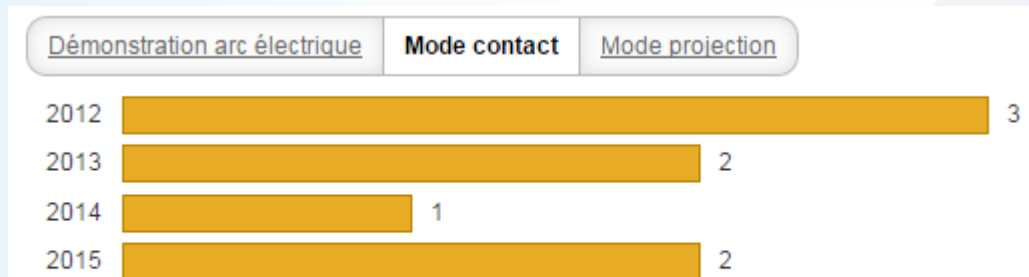 Démonstration arc électrique Mode contact Mode projection
2012 3
2013 2
2014 1
2015 2